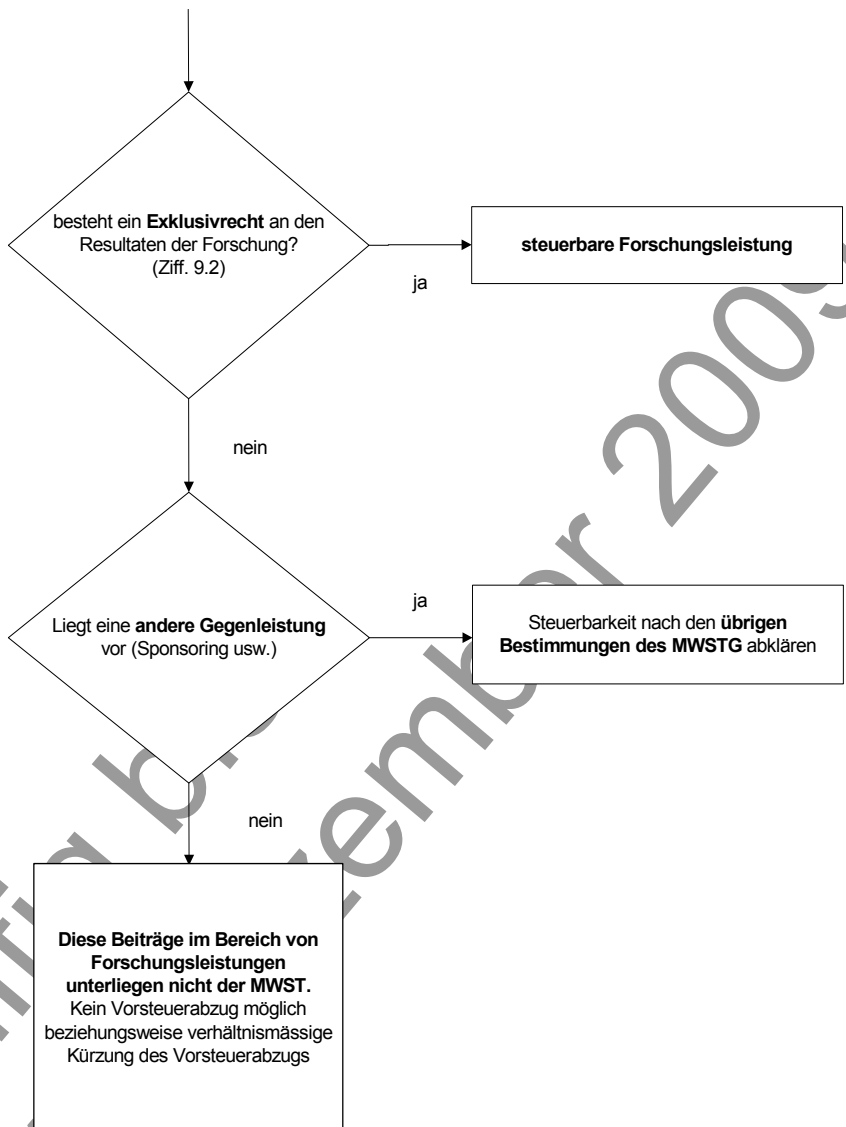 besteht ein Exklusivrecht an den
Resultaten der Forschung?
(Ziff. 9.2)
steuerbare Forschungsleistung
ja
nein
Liegt eine andere Gegenleistung
vor (Sponsoring usw.)
ja
Steuerbarkeit nach den übrigen
Bestimmungen des MWSTG abklären
nein
Diese Beiträge im Bereich von
Forschungsleistungen
unterliegen nicht der MWST.
Kein Vorsteuerabzug möglich
beziehungsweise verhältnismässige
Kürzung des Vorsteuerabzugs
2009